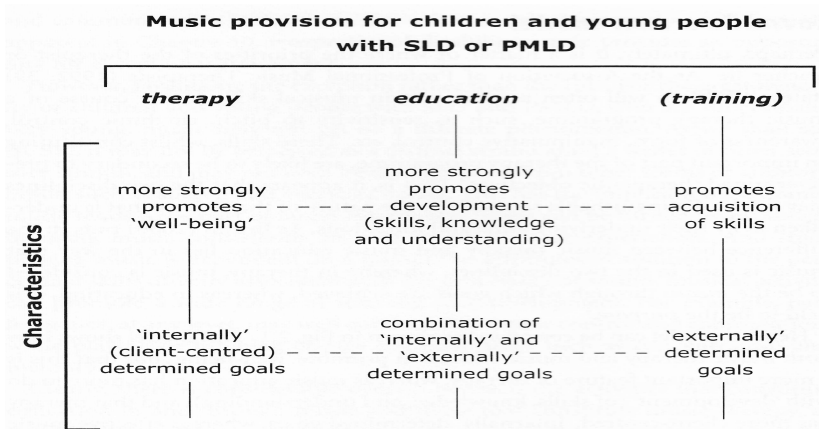 Music provision for children and young people
with SLD or PMLD
therapy
education
(training)
Characteristics
more strongly
promotes
'well-being'
more strongly
promotes
development
(skills, knowledge
and understanding)
promotes
acquisition
of skills
'internally'
(client-centred)
determined goals
combination of
'internally' and
'externally'
determined goals
'externally'
determined
goals